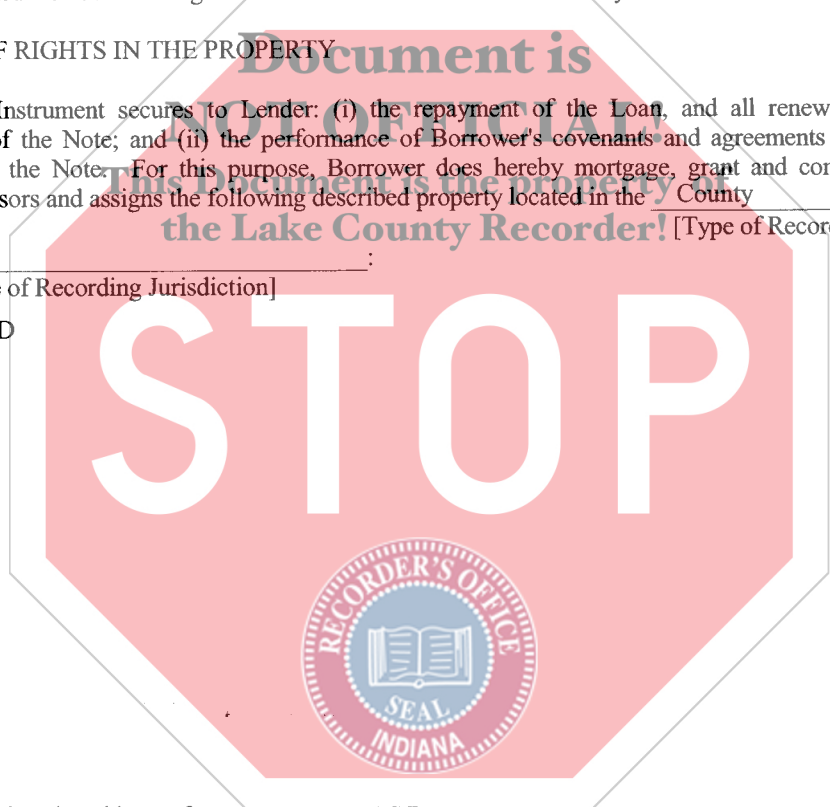 F RIGHTS IN THE PROPERTY
Document is
Instrument secures to Lender: (i) the repayment of the Loan, and all renew
NOT OFFICIAL!
of the Note; and (ii) the performance of Borrower's covenants and agreements
the Note. For this purpose, Borrower does hereby mortgage, grant and con
This Document is the property of
sors and assigns the following described property located in the County
the Lake County Recorder!
[Type of Recor
:
of Recording Jurisdiction]
D
STOP
RECORDER'S OFFICE
SEAL
INDIANA